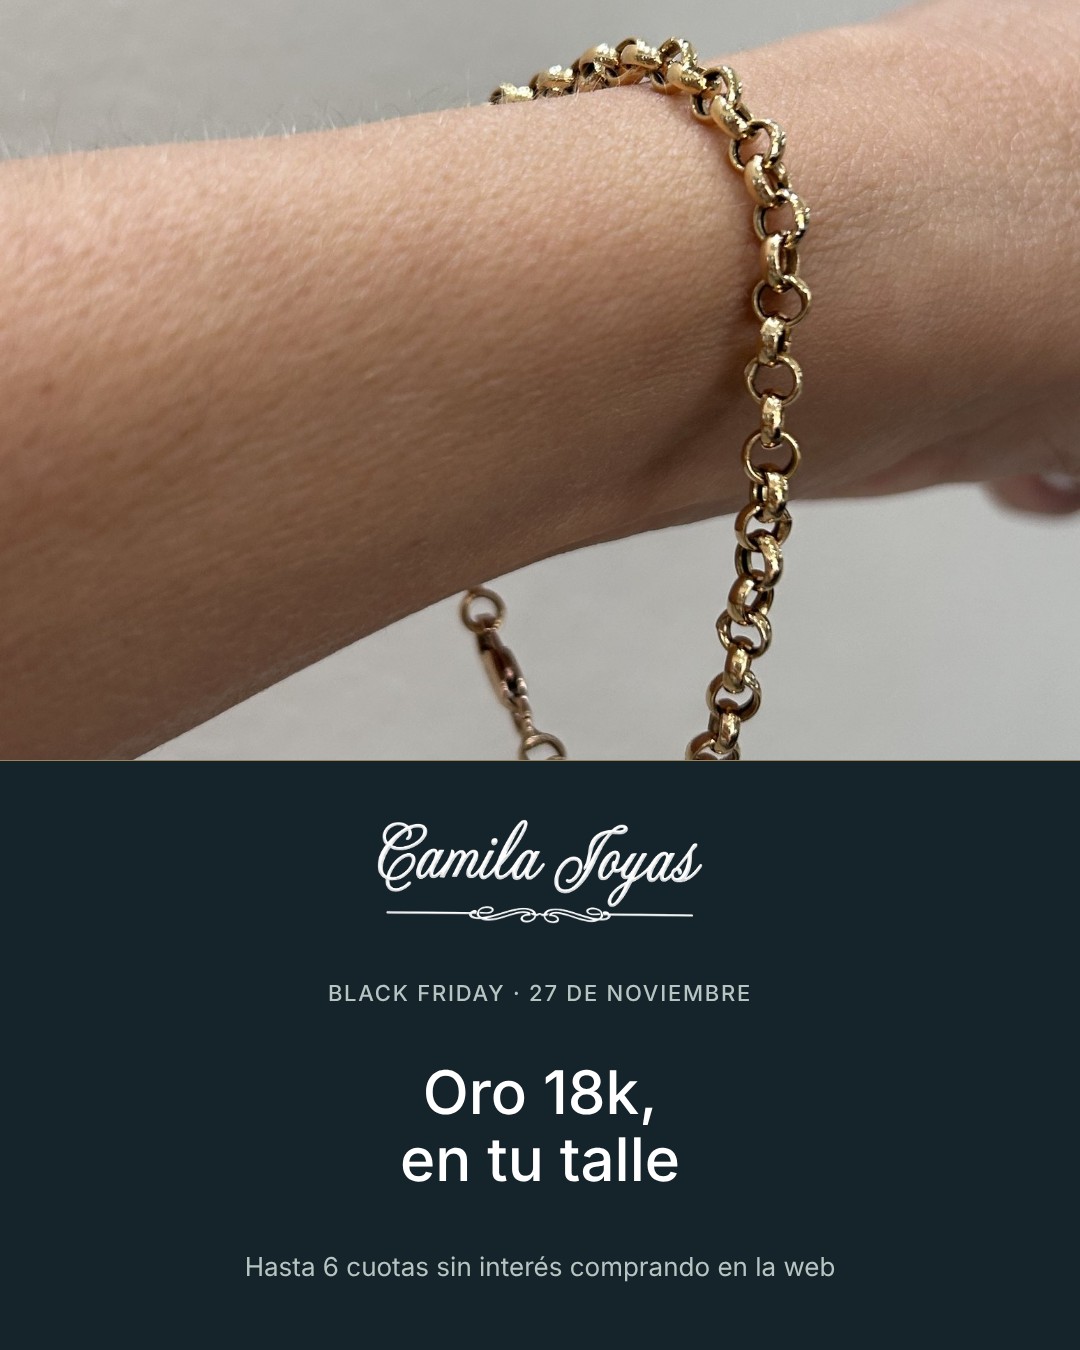 Camila Joyas
BLACK FRIDAY · 27 DE NOVIEMBRE
Oro 18k,
en tu talle
Hasta 6 cuotas sin interés comprando en la web